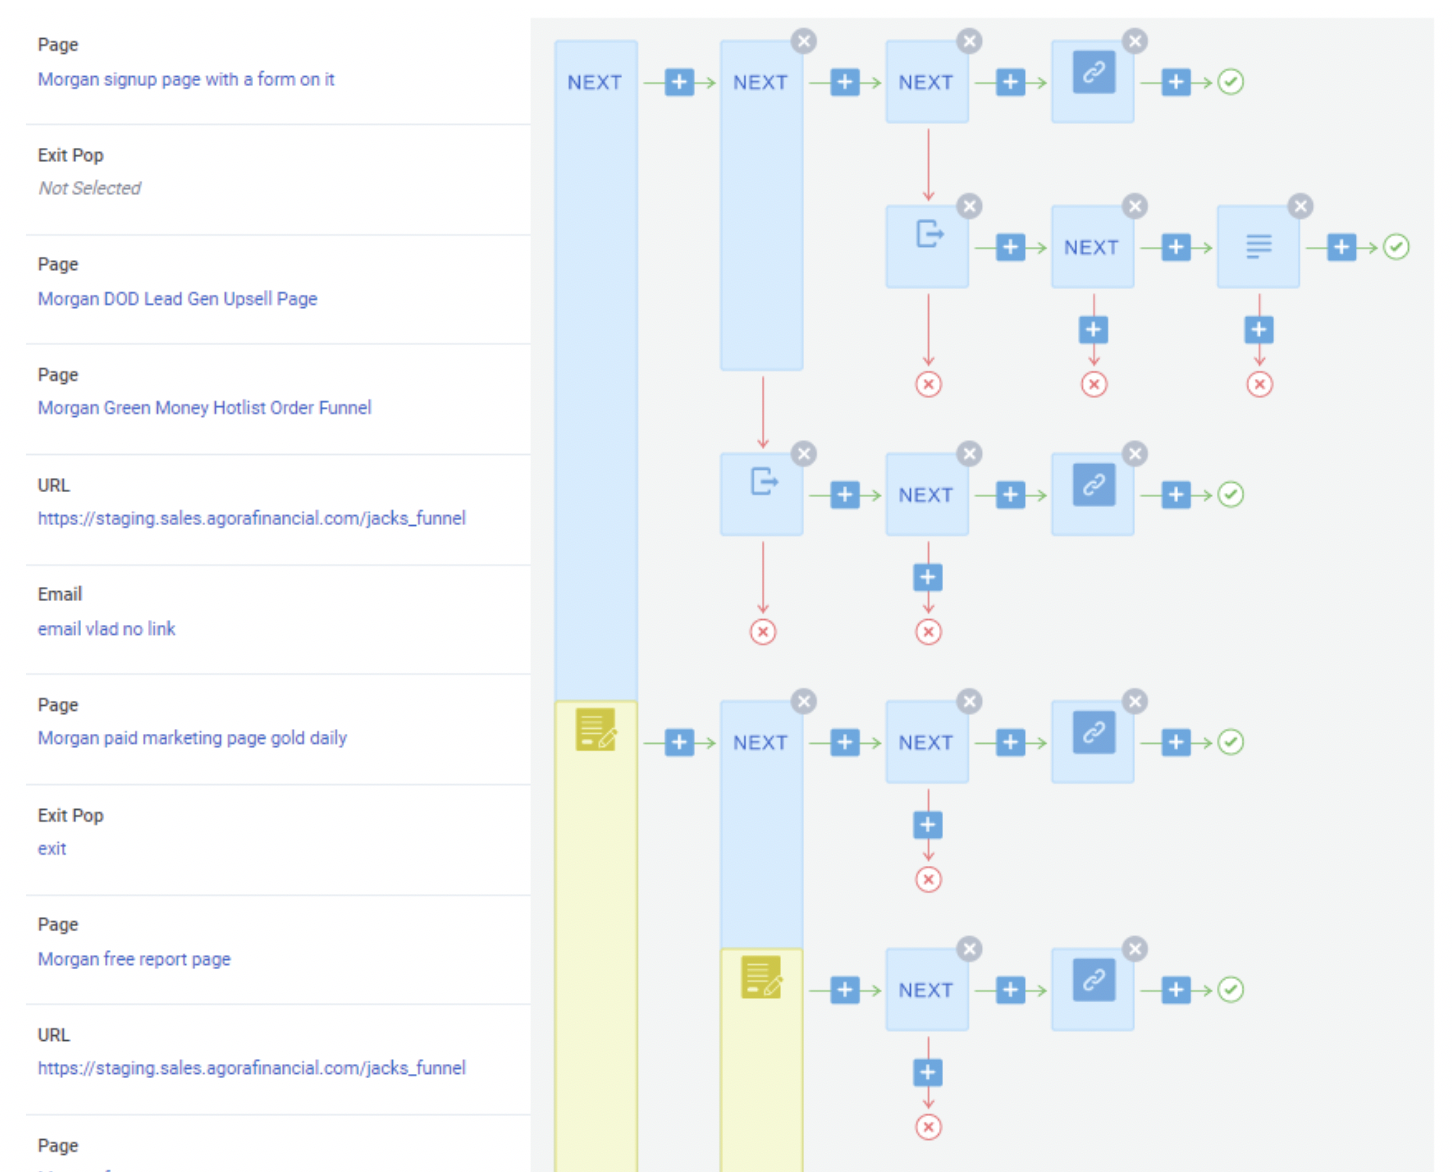 Page
Morgan signup page with a form on it
Exit Pop
Not Selected
Page
Morgan DOD Lead Gen Upsell Page
Page
Morgan Green Money Hotlist Order Funnel
URL
https://staging.sales.agorafinancial.com/jacks_funnel
Email
email vlad no link
Page
Morgan paid marketing page gold daily
Exit Pop
exit
Page
Morgan free report page
URL
https://staging.sales.agorafinancial.com/jacks_funnel
Page
NEXT NEXT NEXT
NEXT
NEXT
NEXT NEXT
NEXT